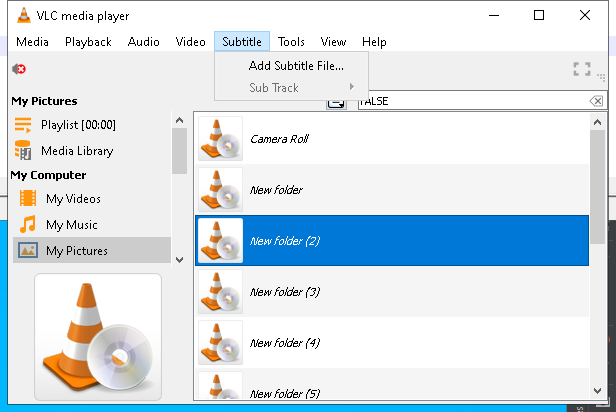 VLC media player
Media Playback Audio Video Subtitle Tools View Help
Add Subtitle File...
Sub Track
My Pictures
Playlist [00:00]
Media Library
My Computer
My Videos
My Music
My Pictures
FALSE
Camera Roll
New folder
New folder (2)
New folder (3)
New folder (4)
New folder (5)